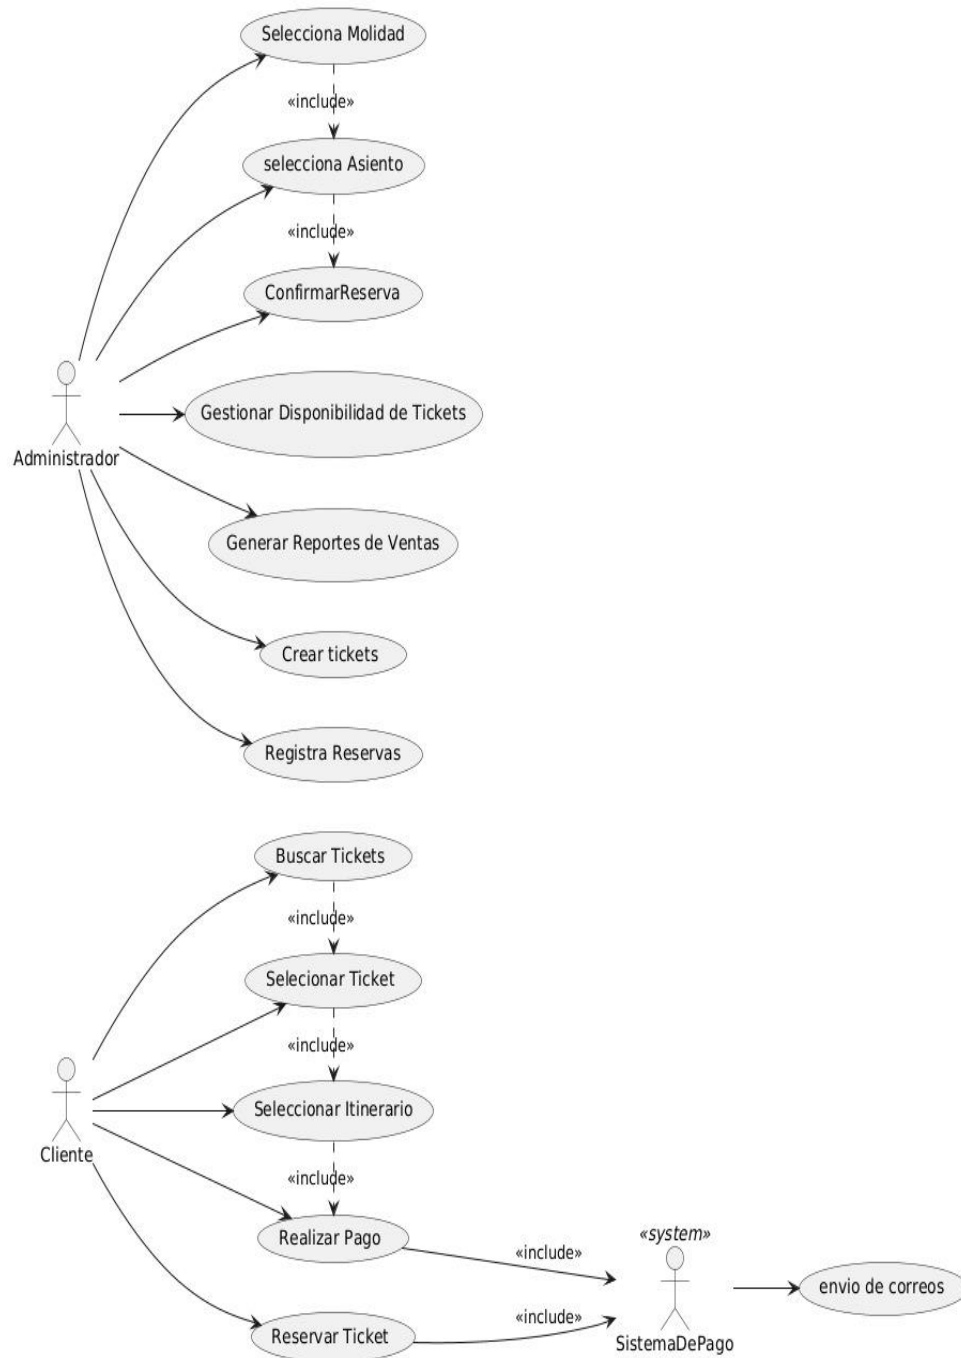 Selecciona Molidad
«include»
selecciona Asiento
«include»
ConfirmarReserva
Gestionar Disponibilidad de Tickets
Administrador
Generar Reportes de Ventas
Crear tickets
Registra Reservas
Buscar Tickets
«include»
Selecionar Ticket
«include»
Seleccionar Itinerario
Cliente
«include»
Realizar Pago
«include»
«system»
envio de correos
Reservar Ticket
«include»
SistemaDePago